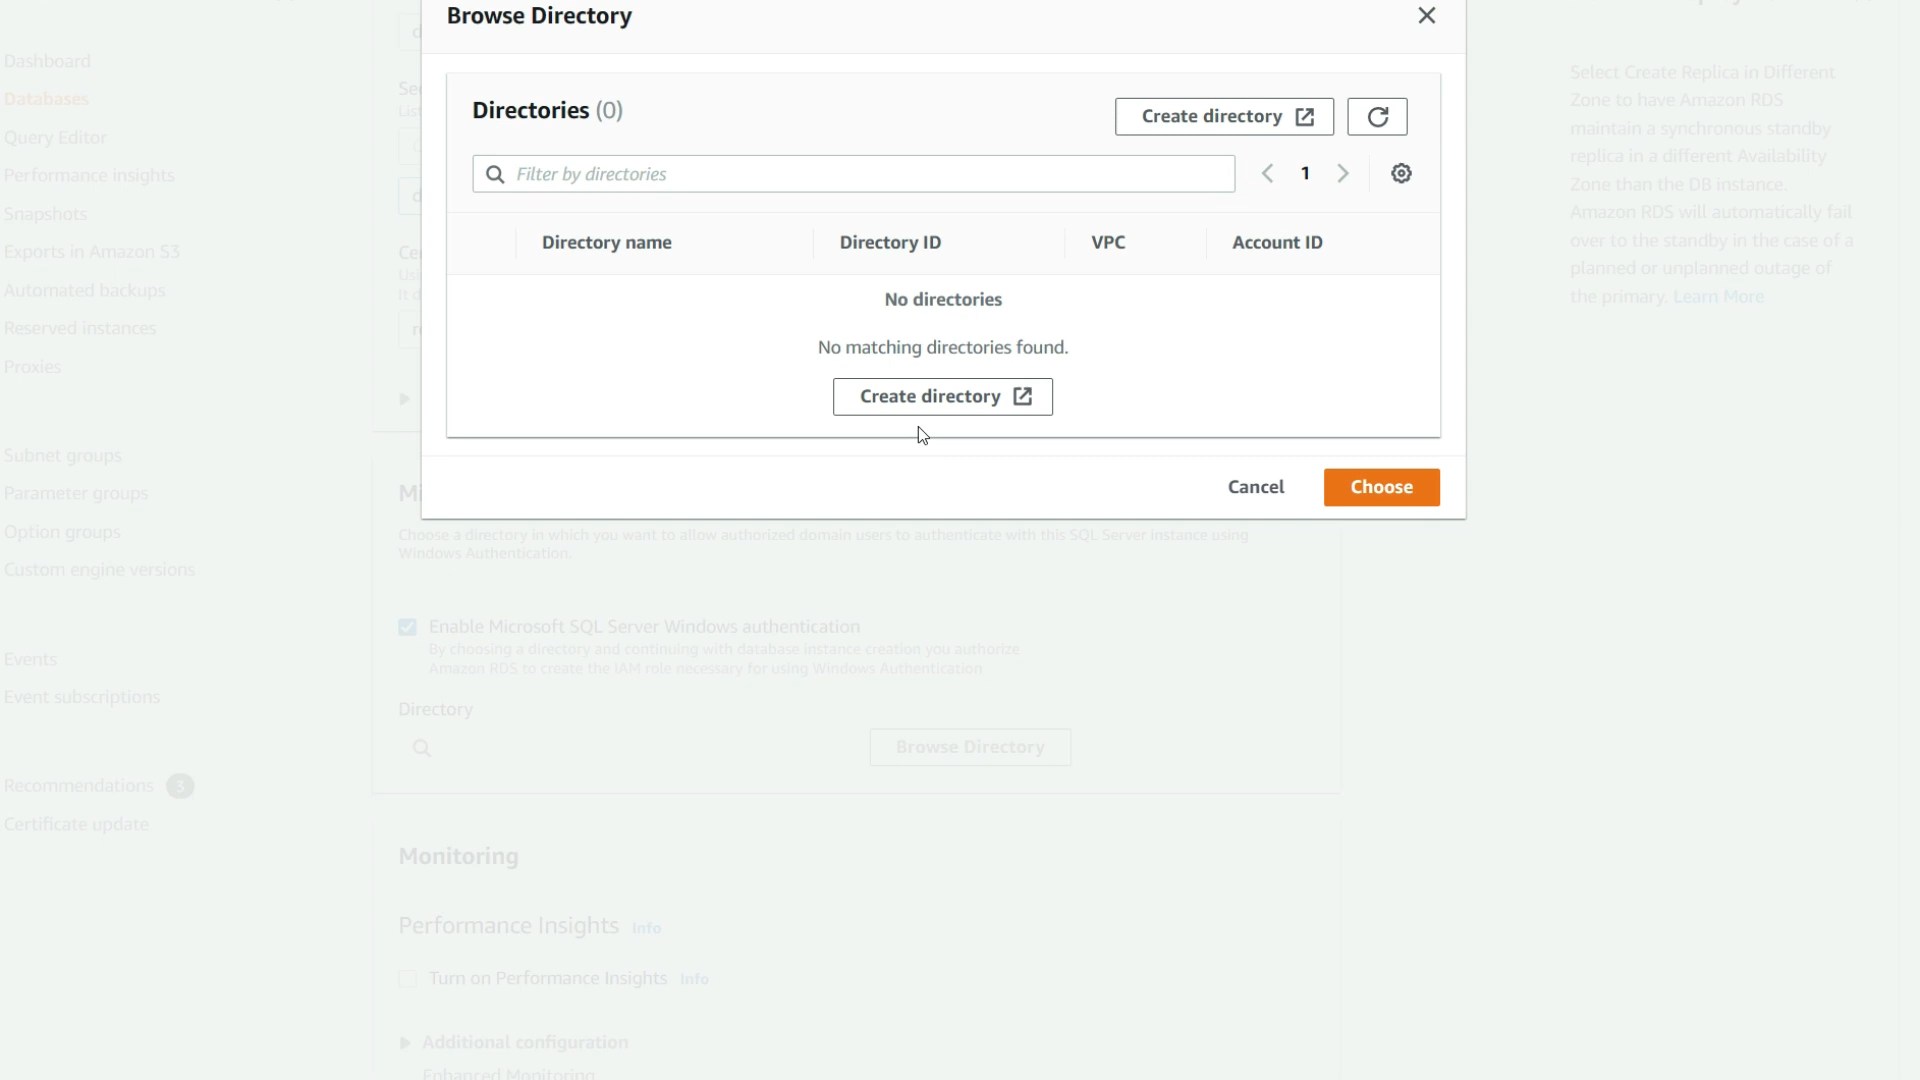 Browse Directory
Directories (0)
Create directory
Filter by directories
1
Directory name
Directory ID
VPC
Account ID
No directories
No matching directories found.
Create directory
Cancel
Choose
Dashboard
Databases
Query Editor
Performance insights
Snapshots
Exports in Amazon S3
Automated backups
Reserved instances
Proxies
Subnet groups
Parameter groups
Option groups
Custom engine versions
Events
Event subscriptions
Recommendations 3
Certificate update
Choose a directory in which you want to allow authorized domain users to authenticate with this SQL Server instance using
Windows Authentication.
Enable Microsoft SQL Server Windows authentication
By choosing a directory and continuing with database instance creation you authorize
Amazon RDS to create the IAM role necessary for using Windows Authentication
Directory
Browse Directory
Monitoring
Performance Insights Info
Turn on Performance Insights Info
Additional configuration
Enhanced Monitoring
Select Create Replica in Different
Zone to have Amazon RDS
maintain a synchronous standby
replica in a different Availability
Zone than the DB instance.
Amazon RDS will automatically fail
over to the standby in the case of a
planned or unplanned outage of
the primary. Learn More